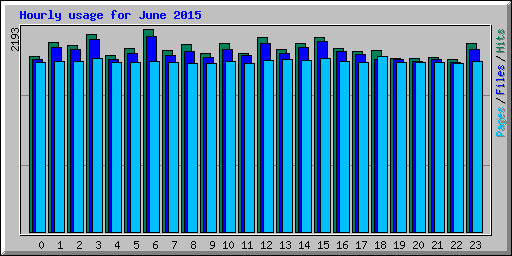 Hourly usage for June 2015
2193
Pages / Files / Hits
0 1 2 3 4 5 6 7 8 9 10 11 12 13 14 15 16 17 18 19 20 21 22 23